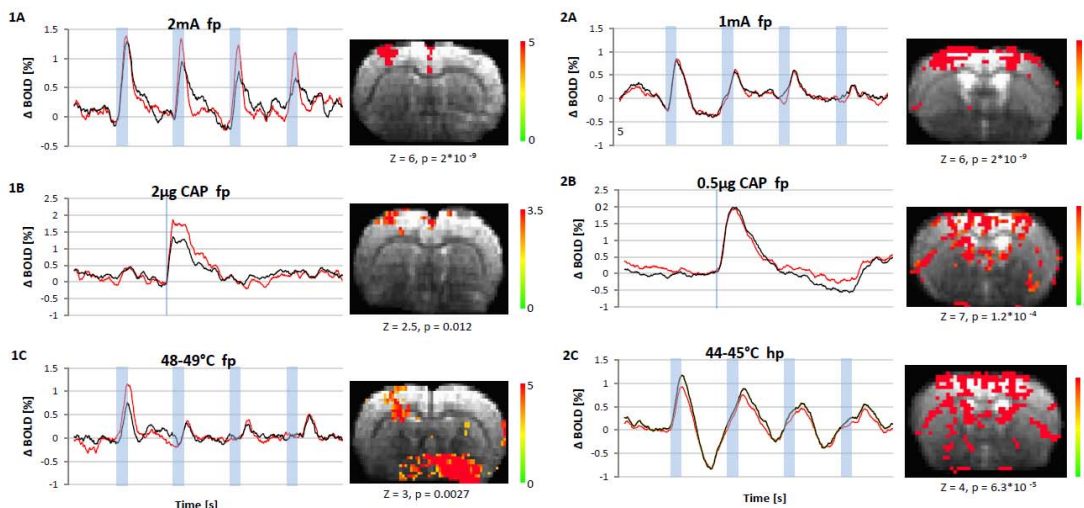 1A
2mA fp
Δ BOLD [%]
1.5
1
0.5
0
-0.5
5
0
Z = 6, p = 2*10 -9
2A
1mA fp
Δ BOLD [%]
1.5
1
0.5
0
-0.5
-1
5
Z = 6, p = 2*10 -9
1B
2µg CAP fp
Δ BOLD [%]
2.5
2
1.5
1
0.5
0
-0.5
-1
3.5
0
Z = 2.5, p = 0.012
2B
0.5µg CAP fp
Δ BOLD [%]
2.5
02
1.5
1
0.5
0
-0.5
-1
Z = 7, p = 1.2*10 -4
1C
48-49°C fp
Δ BOLD [%]
1.5
1
0.5
0
-0.5
-1
Time [s]
5
0
Z = 3, p = 0.0027
2C
44-45°C hp
Δ BOLD [%]
1.5
1
0.5
0
-0.5
-1
Time [s]
Z = 4, p = 6.3*10 -5